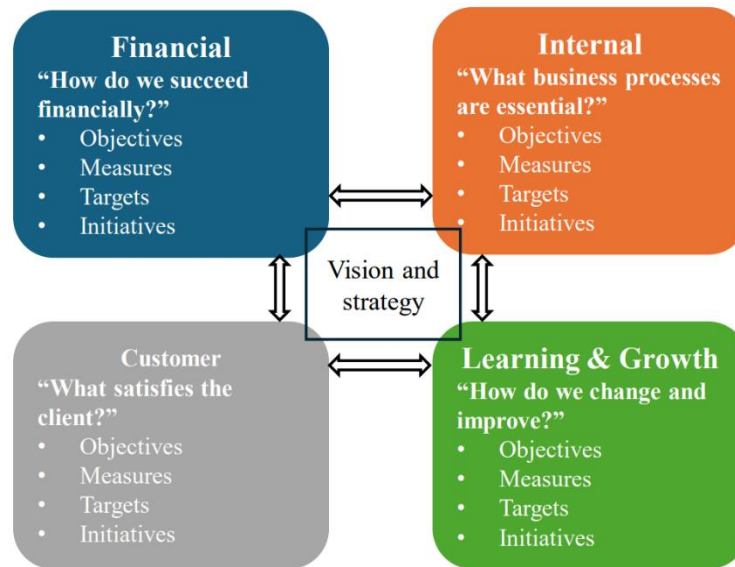 Financial
“How do we succeed
financially?”
• Objectives
• Measures
• Targets
• Initiatives
Internal
“What business processes
are essential?”
• Objectives
• Measures
• Targets
• Initiatives
Vision and
strategy
Customer
“What satisfies the
client?”
• Objectives
• Measures
• Targets
• Initiatives
Learning & Growth
“How do we change and
improve?”
• Objectives
• Measures
• Targets
• Initiatives